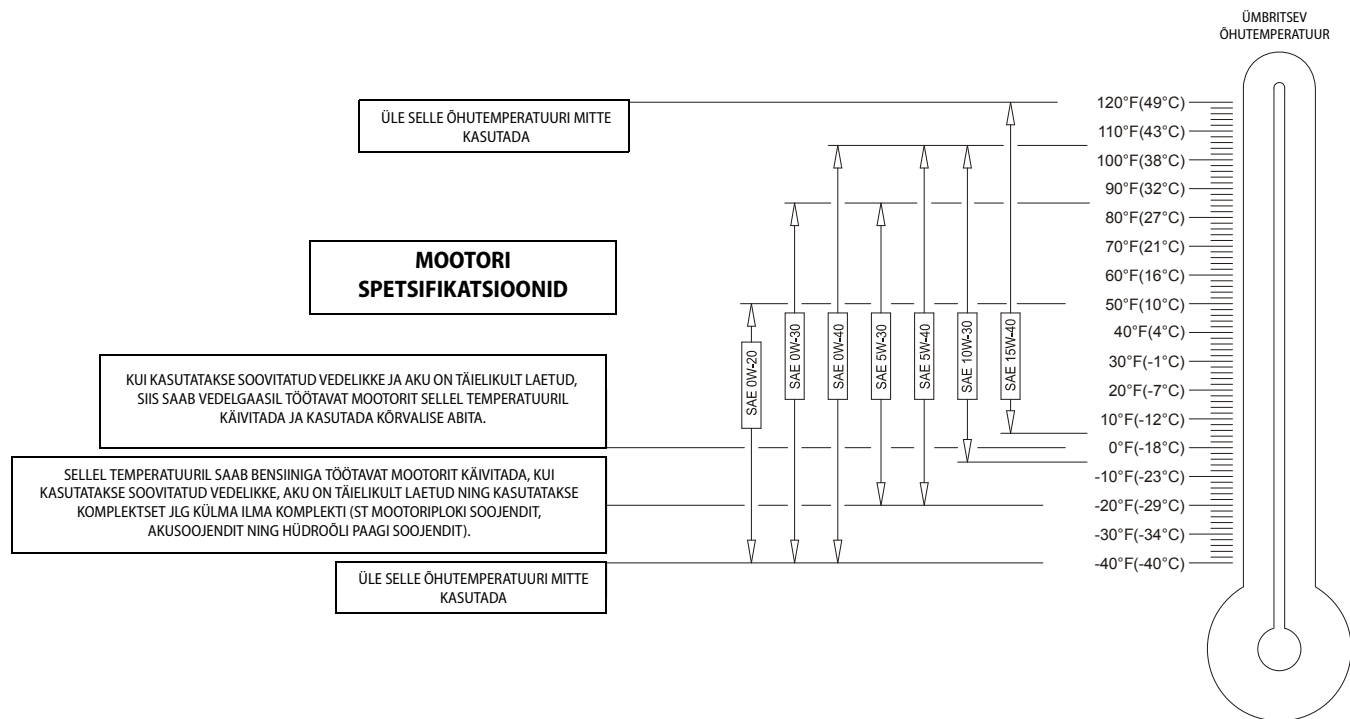 ÜMBRITSEV
ÕHUTEMPERATUUR
ÜLE SELLE ÕHUTEMPERATUURI MITTE
KASUTADA
MOOTORI
SPETSIFIKATSIOONID
KUI KASUTATAKSE SOOVITATUD VEDELIKKE JA AKU ON TÄIELIKULT LAETUD,
SIIS SAAB VEDELGAASIL TÖÖTAVAT MOOTORIT SELLEL TEMPERATUURIL
KÄIVITADA JA KASUTADA KÕRVALISE ABITA.
SELLEL TEMPERATUURIL SAAB BENSIINIGA TÖÖTAVAT MOOTORIT KÄIVITADA, KUI
KASUTATAKSE SOOVITATUD VEDELIKKE, AKU ON TÄIELIKULT LAETUD NING KASUTATAKSE
KOMPLEKTSET JLG KÜLMA ILMA KOMPLEKTI (ST MOOTORIPLOKI SOOJENDIT,
AKUSOOJENDIT NING HÜDROÕLI PAAGI SOOJENDIT).
ÜLE SELLE ÕHUTEMPERATUURI MITTE
KASUTADA
SAE 0W-20
SAE 0W-30
SAE 0W-40
SAE 5W-30
SAE 5W-40
SAE 10W-30
SAE 15W-40
120°F(49°C)
110°F(43°C)
100°F(38°C)
90°F(32°C)
80°F(27°C)
70°F(21°C)
60°F(16°C)
50°F(10°C)
40°F(4°C)
30°F(-1°C)
20°F(-7°C)
10°F(-12°C)
0°F(-18°C)
-10°F(-23°C)
-20°F(-29°C)
-30°F(-34°C)
-40°F(-40°C)